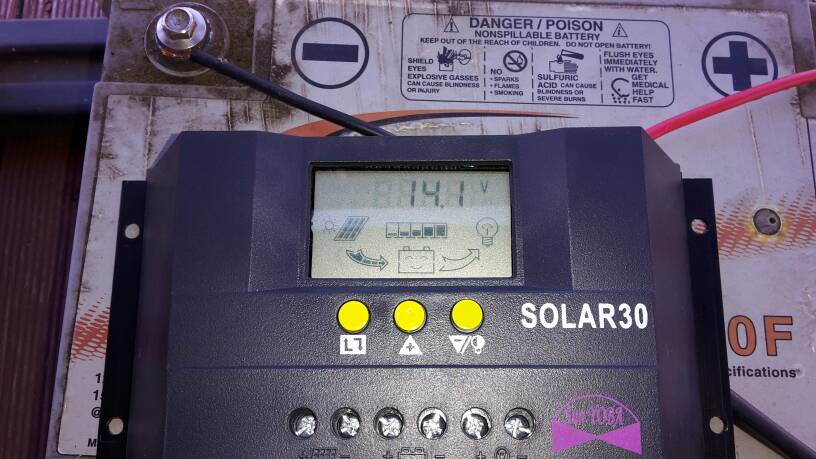 DANGER / POISON
NONSPILLABLE BATTERY
KEEP OUT OF THE REACH OF CHILDREN. DO NOT OPEN BATTERY!
SHIELD
EYES
EXPLOSIVE GASSES
CAN CAUSE BLINDNESS
OR INJURY
NO
• SPARKS
• FLAMES
• SMOKING
SULFURIC
ACID CAN CAUSE
BLINDNESS OR
SEVERE BURNS
FLUSH EYES
IMMEDIATELY
WITH WATER.
GET
MEDICAL
HELP
FAST
14.1 V
SOLAR30
0F
cifications